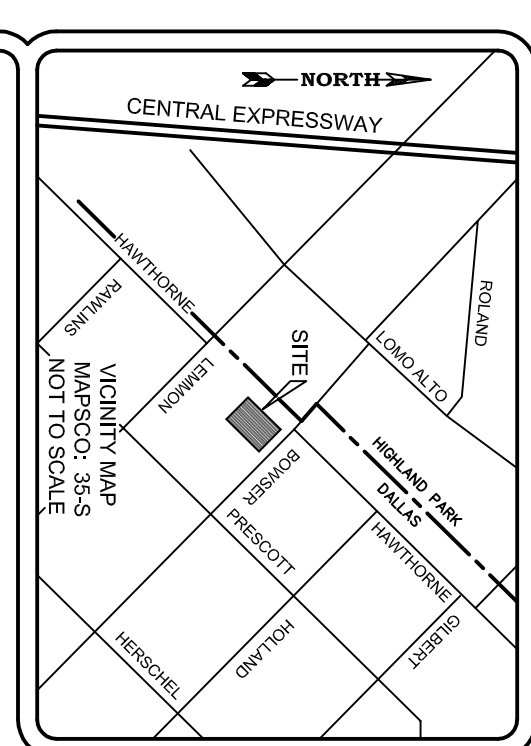 NORTH
CENTRAL EXPRESSWAY
ROLAND
HAWTHORNE
RAWLINS
LOMO ALTO
SITE
LEMMON
VICINITY MAP
MAPSCO: 35-S
NOT TO SCALE
HIGHLAND PARK
DALLAS
BOWSER
PRESCOTT
HAWTHORNE
GILBERT
HOLLAND
HERSCHEL